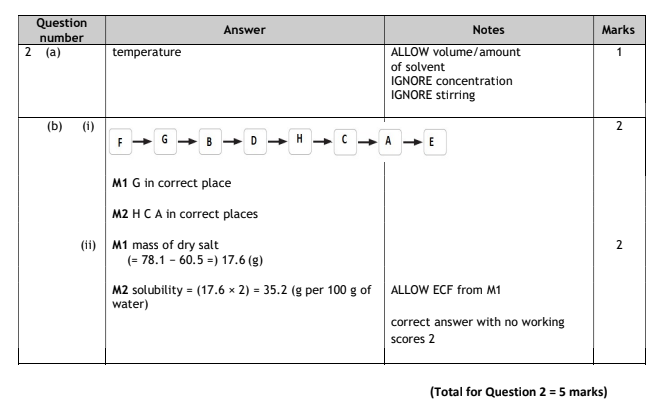 Question number Answer Notes Marks
2 (a) temperature ALLOW volume/amount 1
of solvent
IGNORE concentration
IGNORE stirring
(b) (i) F → G → B → D → H → C → A → E 2
M1 G in correct place
M2 H C A in correct places
(ii) M1 mass of dry salt 2
(= 78.1 − 60.5 =) 17.6 (g)
M2 solubility = (17.6 × 2) = 35.2 (g per 100 g of ALLOW ECF from M1
water)
correct answer with no working
scores 2
(Total for Question 2 = 5 marks)